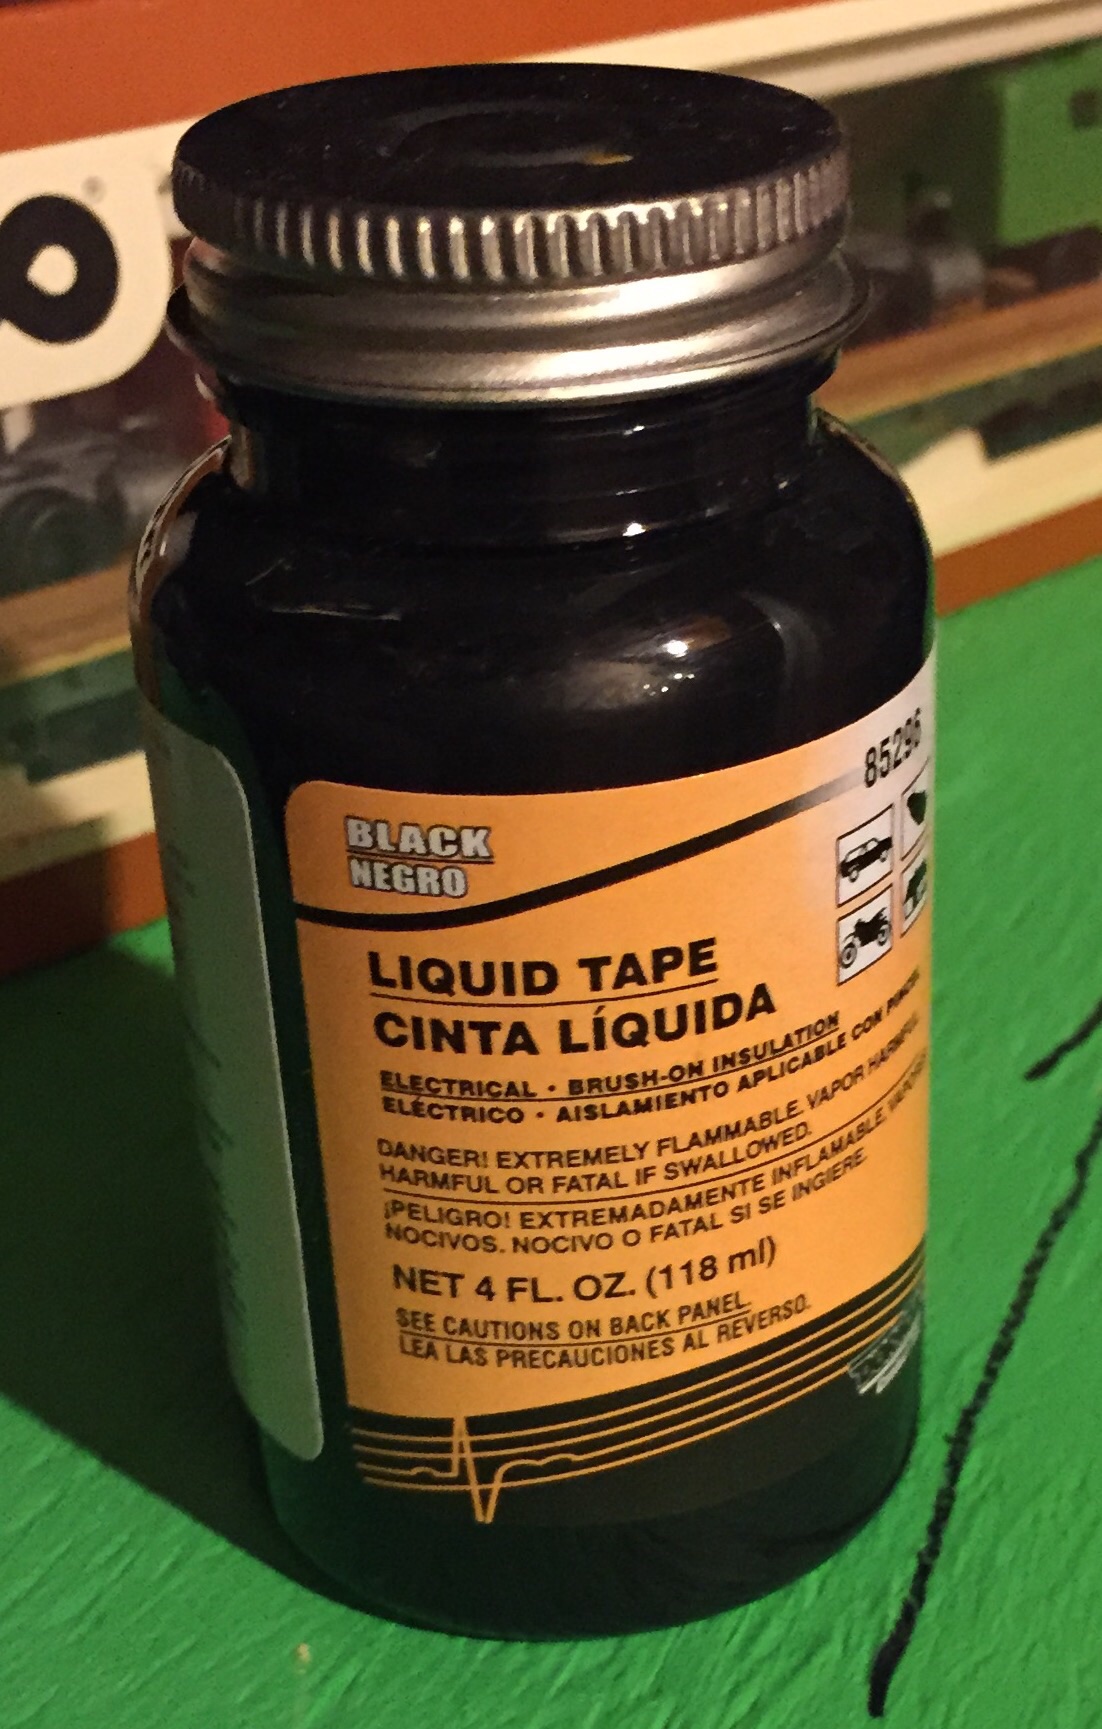 85296
BLACK
NEGRO
LIQUID TAPE
CINTA LÍQUIDA
ELECTRICAL · BRUSH-ON INSULATION
ELÉCTRICO · AISLAMIENTO APLICABLE CON PINCEL
DANGER! EXTREMELY FLAMMABLE. VAPOR HARMFUL.
HARMFUL OR FATAL IF SWALLOWED.
¡PELIGRO! EXTREMADAMENTE INFLAMABLE, VAPORES
NOCIVOS. NOCIVO O FATAL SI SE INGIERE.
NET 4 FL. OZ. (118 ml)
SEE CAUTIONS ON BACK PANEL.
LEA LAS PRECAUCIONES AL REVERSO.